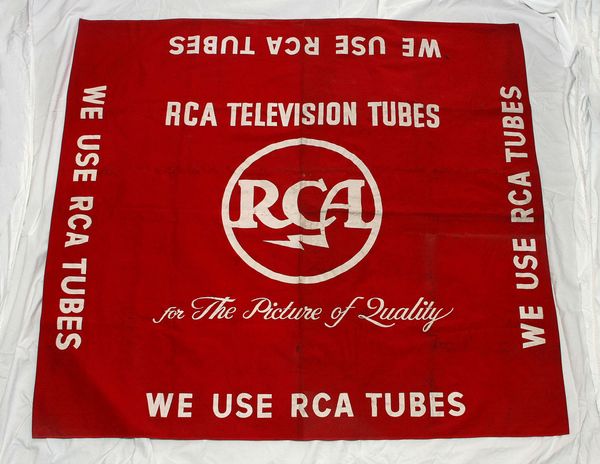 WE USE RCA TUBES
RCA TELEVISION TUBES
WE USE RCA TUBES
WE USE RCA TUBES
RCA
for The Picture of Quality
WE USE RCA TUBES